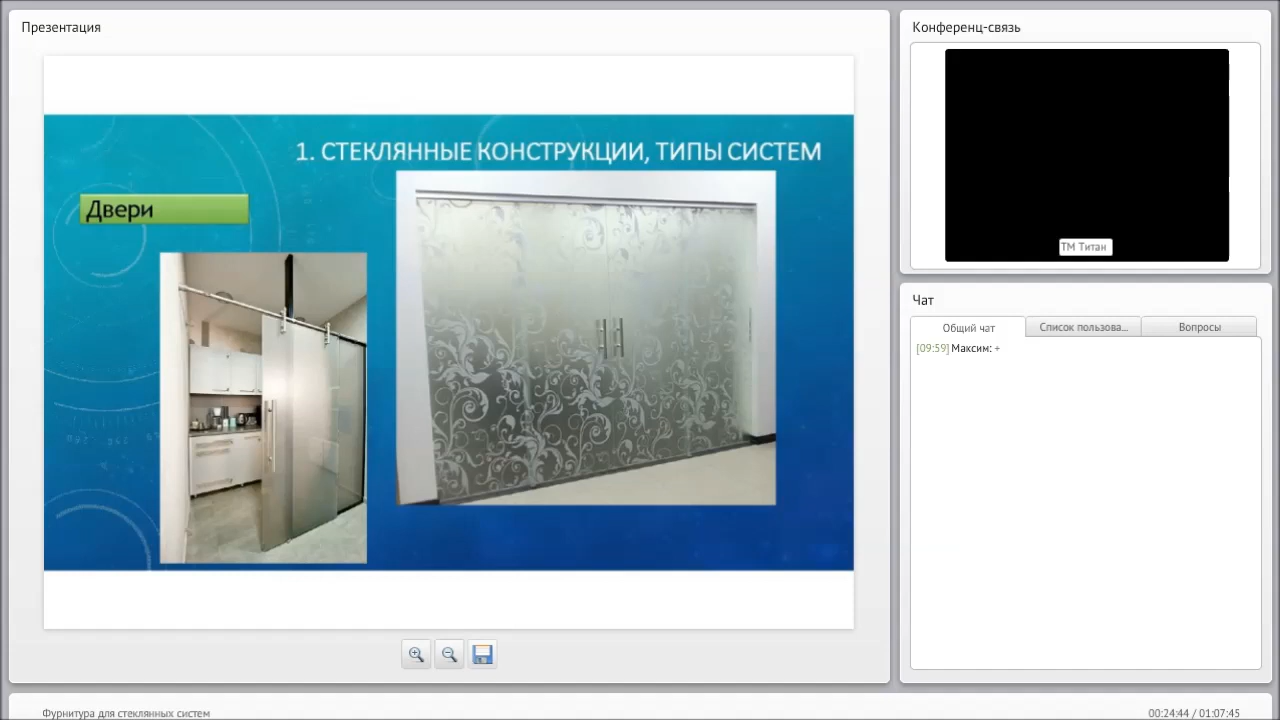 Презентация
1. СТЕКЛЯННЫЕ КОНСТРУКЦИИ, ТИПЫ СИСТЕМ
Двери
Конференц-связь
ТМ Титан
Чат
Общий чат
Список пользова...
Вопросы
[09:59] Максим: +
Фурнитура для стеклянных систем
00:24:44 / 01:07:45